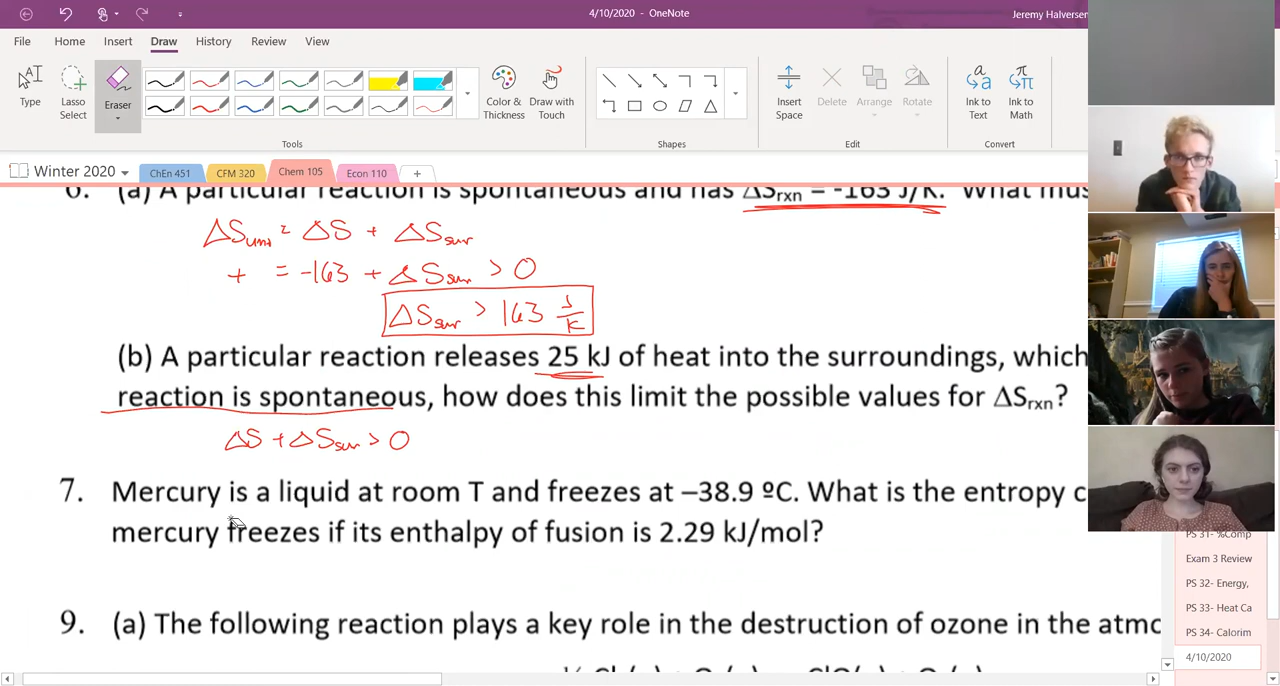 4/10/2020 - OneNote
Jeremy Halversen
File Home Insert Draw History Review View
Type
Lasso Select
Eraser
Color & Thickness
Draw with Touch
Insert Space
Delete
Arrange
Rotate
a
a
π
π
Ink to Text
Ink to Math
Tools
Shapes
Edit
Convert
Winter 2020 ChEn 451 CFM 320 Chem 105 Econ 110 +
6. (a) A particular reaction is spontaneous and has ΔSrxn = -163 J/K. What mus
ΔSuni = ΔS + ΔSsur
+ = -163 + ΔSsur > 0
ΔSsur > 163 J/K
(b) A particular reaction releases 25 kJ of heat into the surroundings, which
reaction is spontaneous, how does this limit the possible values for ΔSrxn?
ΔS + ΔSsur > 0
7. Mercury is a liquid at room T and freezes at –38.9 ºC. What is the entropy c
mercury freezes if its enthalpy of fusion is 2.29 kJ/mol?
9. (a) The following reaction plays a key role in the destruction of ozone in the atmo
PS 31- %Comp
Exam 3 Review
PS 32- Energy,
PS 33- Heat Ca
PS 34- Calorim
4/10/2020